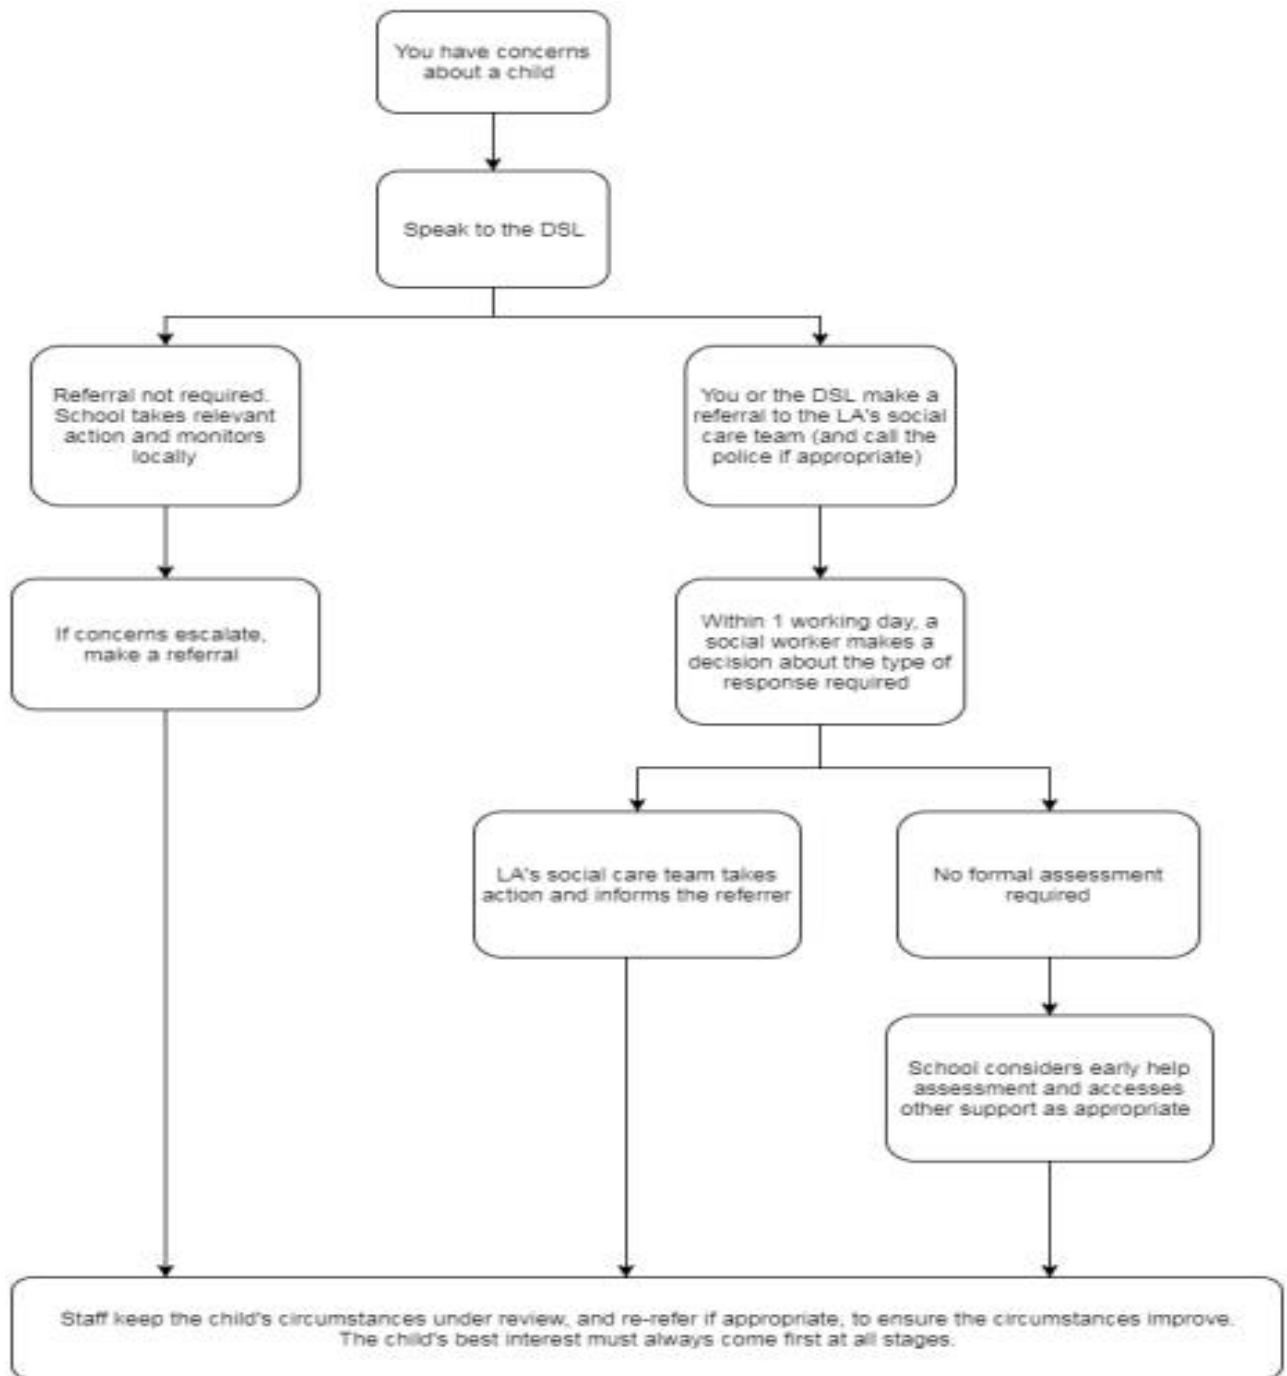 You have concerns
about a child
Speak to the DSL
Referral not required.
School takes relevant
action and monitors
locally
You or the DSL make a
referral to the LA's social
care team (and call the
police if appropriate)
If concerns escalate,
make a referral
Within 1 working day, a
social worker makes a
decision about the type of
response required
LA's social care team takes
action and informs the referrer
No formal assessment
required
School considers early help
assessment and accesses
other support as appropriate
Staff keep the child's circumstances under review, and re-refer if appropriate, to ensure the circumstances improve.
The child's best interest must always come first at all stages.